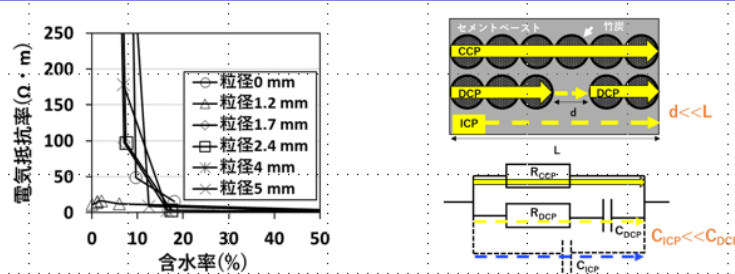 電気抵抗率(Ω・m)
250
200
150
100
50
0
0
10
20
30
40
50
含水率(%)
粒径0 mm
粒径1.2 mm
粒径1.7 mm
粒径2.4 mm
粒径4 mm
粒径5 mm
セメントペースト
竹炭
CCP
DCP
DCP
d
ICP
L
d<<L
RCCP
RDCP
CDCP
CICP
CICP<<CDCP